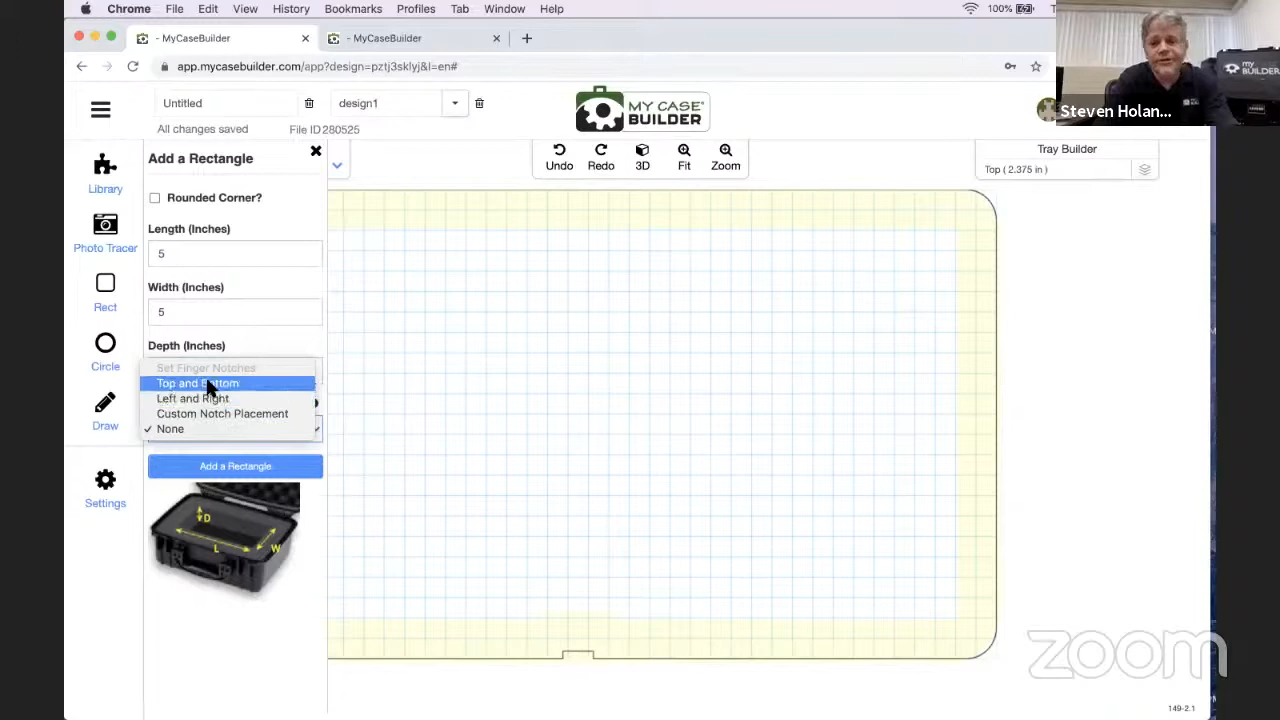 Chrome File Edit View History Bookmarks Profiles Tab Window Help 100%
- MyCaseBuilder
- MyCaseBuilder
app.mycasebuilder.com/app?design=pztj3sklyj&l=en#
Untitled
design1
All changes saved
File ID280525
MY CASE
BUILDER
my
BUILDER
Steven Holan...
Library
Photo Tracer
Rect
Circle
Draw
Settings
Add a Rectangle
Rounded Corner?
Length (Inches)
5
Width (Inches)
5
Depth (Inches)
Set Finger Notches
Top and Bottom
Left and Right
Custom Notch Placement
✓ None
Add a Rectangle
D
L
W
Undo
Redo
3D
Fit
Zoom
Tray Builder
Top ( 2.375 in )
zoom
149-2.1